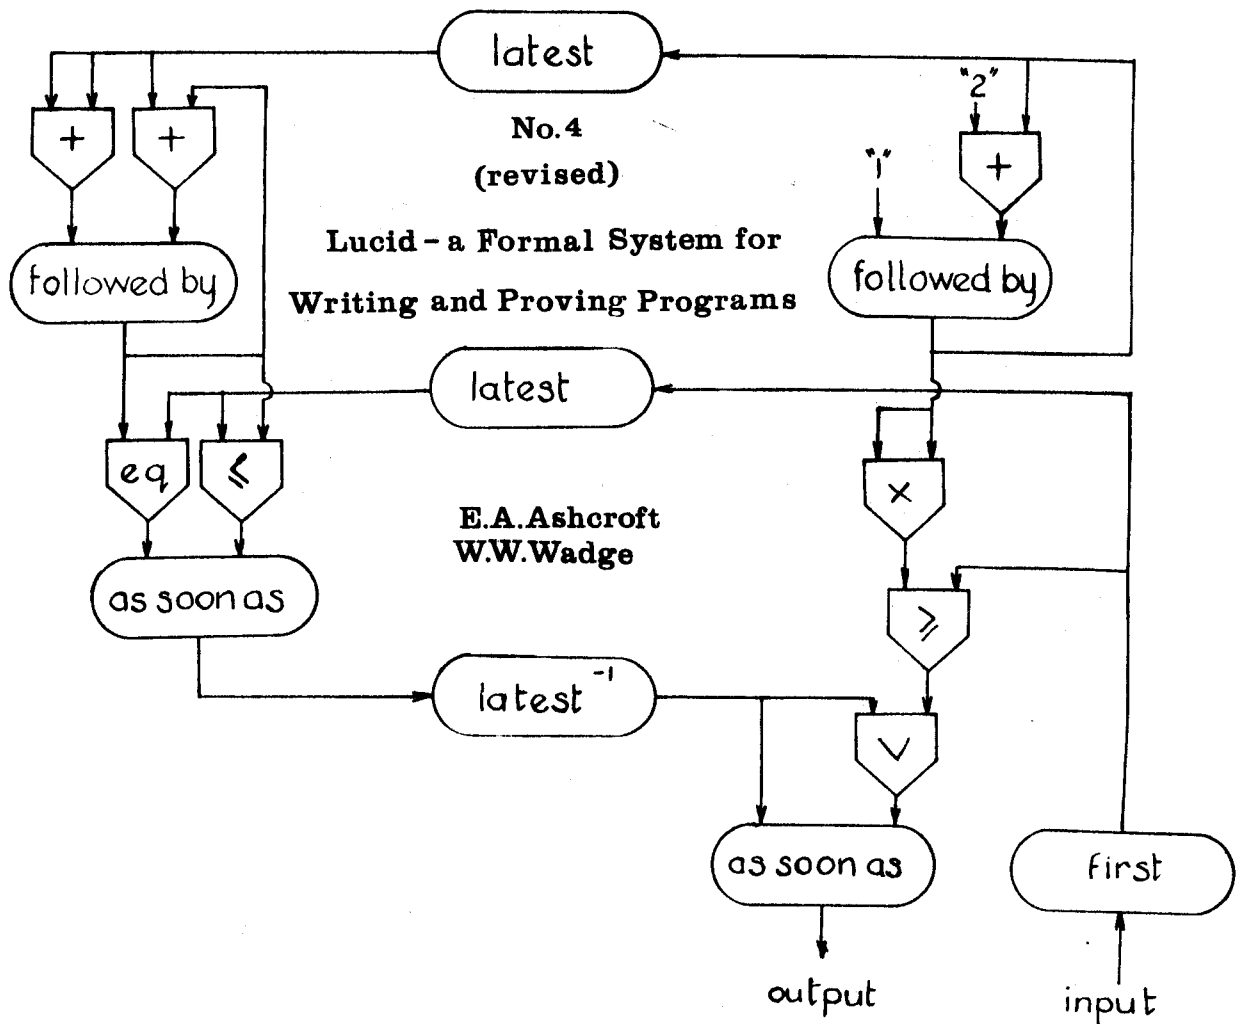 latest
"2"
+
+
+
No.4
(revised)
"1"
Lucid - a Formal System for
Writing and Proving Programs
followed by
followed by
latest
eq
≤
×
E.A.Ashcroft
W.W.Wadge
as soon as
≥
latest -1
∨
as soon as
first
output
input